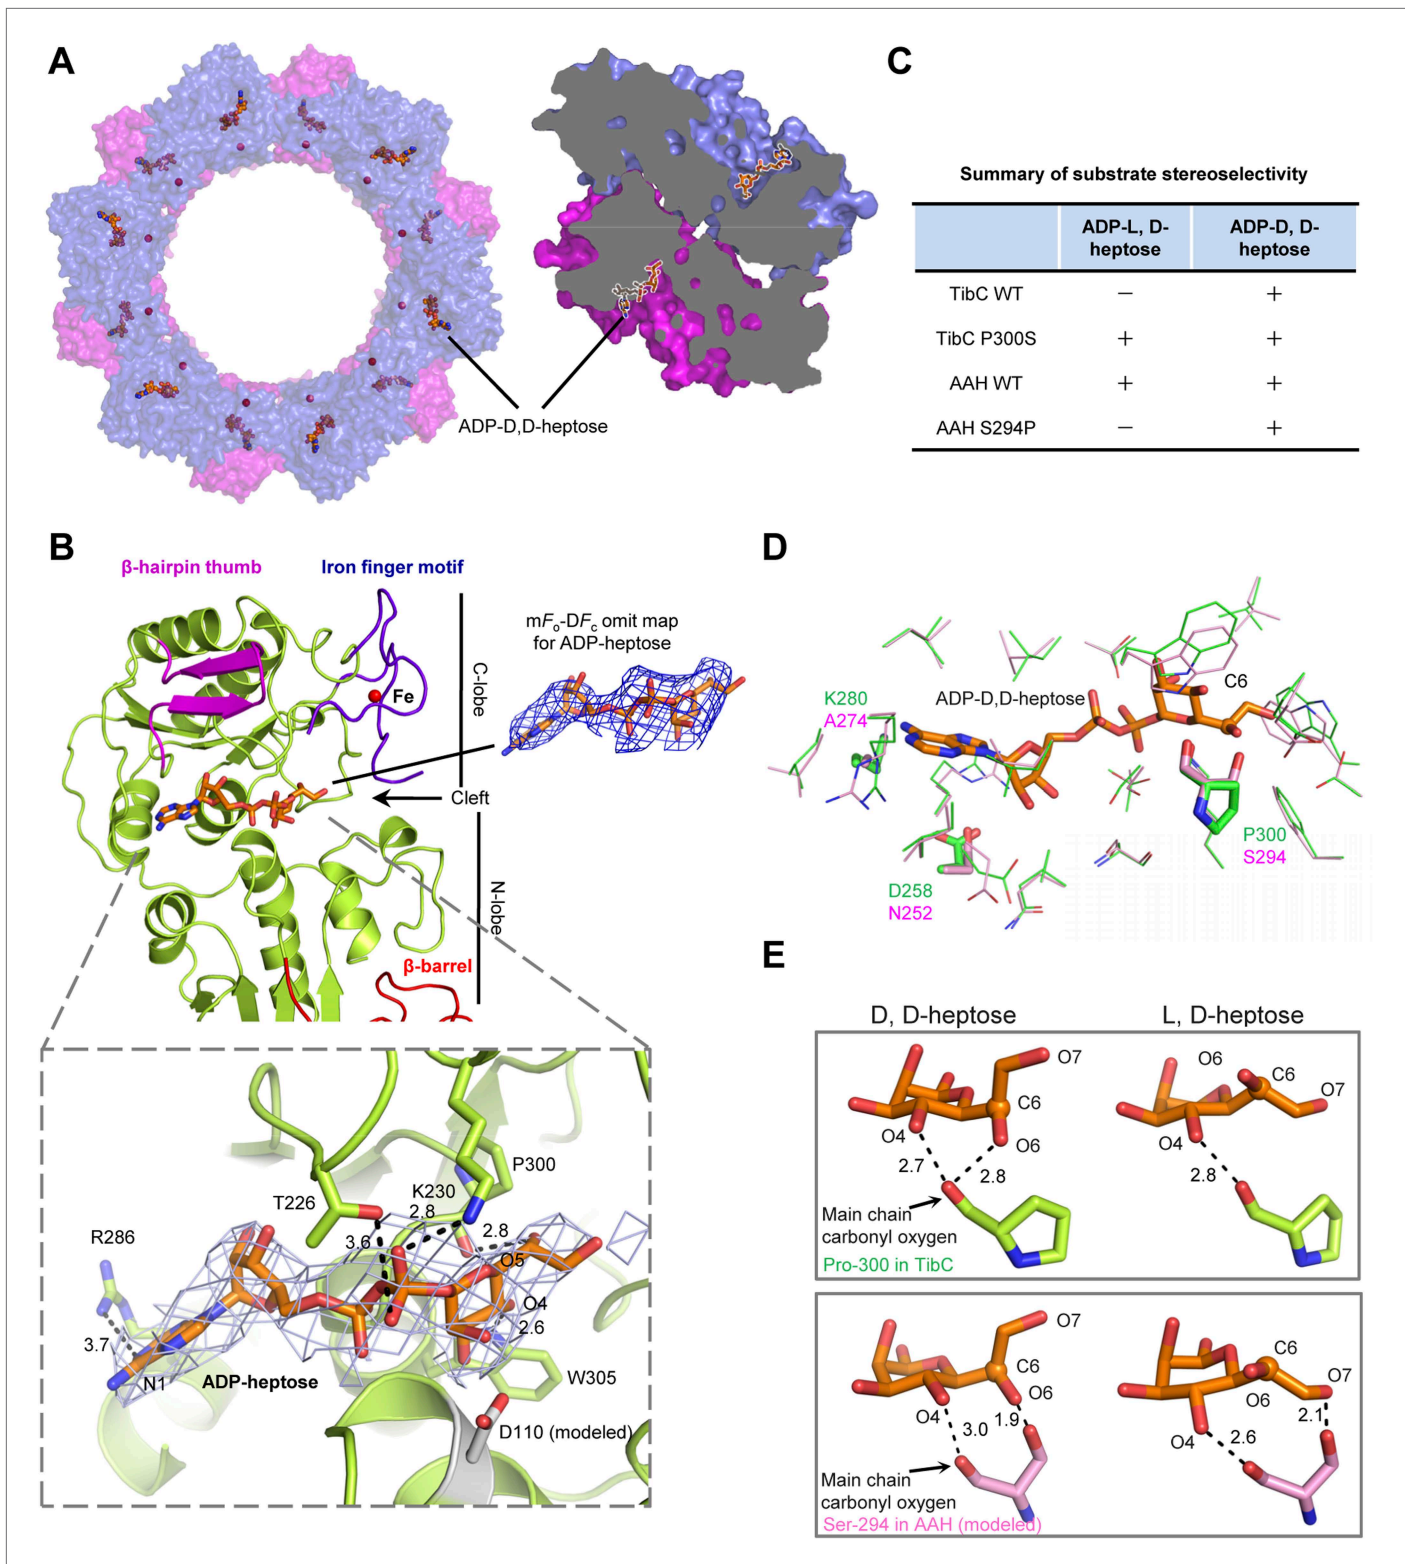 A
ADP-D,D-heptose
C
Summary of substrate stereoselectivity
ADP-L, D-
heptose
ADP-D, D-
heptose
TibC WT − +
TibC P300S + +
AAH WT + +
AAH S294P − +
B
β-hairpin thumb
Iron finger motif
Fe
C-lobe
Cleft
N-lobe
β-barrel
mFo-DFc omit map
for ADP-heptose
P300
T226
K230
2.8
R286
3.6
2.8
O5
O4
2.6
3.7
N1
ADP-heptose
W305
D110 (modeled)
D
C6
ADP-D,D-heptose
K280
A274
P300
S294
D258
N252
E
D, D-heptose
L, D-heptose
O7
C6
O4
O6
2.7
2.8
Main chain
carbonyl oxygen
Pro-300 in TibC
O6
C6
O7
O4
2.8
O7
C6
O6
O4
1.9
3.0
Main chain
carbonyl oxygen
Ser-294 in AAH (modeled)
C6
O7
O6
2.1
O4
2.6